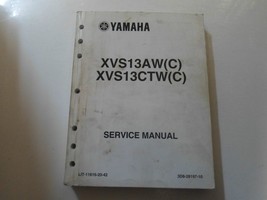 YAMAHA
XVS13AW(C)
XVS13CTW(C)
SERVICE MANUAL